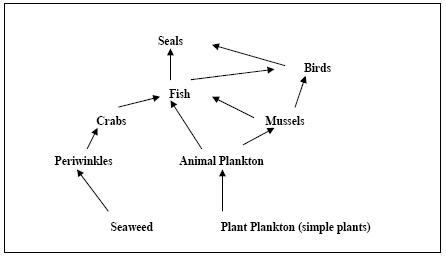 Seals
Birds
Fish
Crabs
Mussels
Periwinkles
Animal Plankton
Seaweed
Plant Plankton (simple plants)